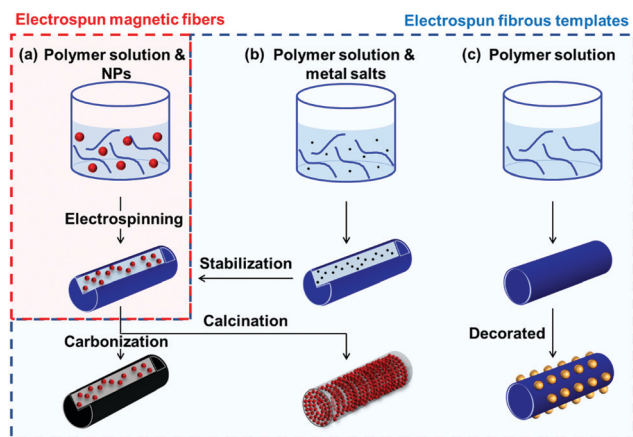 Electrospun magnetic fibers
Electrospun fibrous templates
(a) Polymer solution &
NPs
(b) Polymer solution &
metal salts
(c) Polymer solution
Electrospinning
Stabilization
Calcination
Carbonization
Decorated